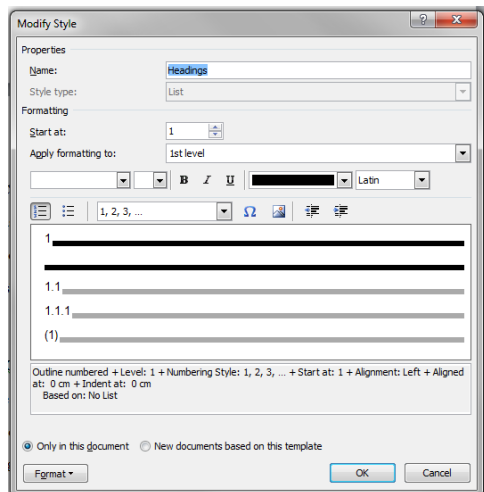 Modify Style
Properties
Name: Headings
Style type: List
Formatting
Start at: 1
Apply formatting to: 1st level
B I U Latin
1, 2, 3, ... Ω
1
1.1
1.1.1
(1)
Outline numbered + Level: 1 + Numbering Style: 1, 2, 3, ... + Start at: 1 + Alignment: Left + Aligned
at: 0 cm + Indent at: 0 cm
Based on: No List
Only in this document New documents based on this template
Format OK Cancel